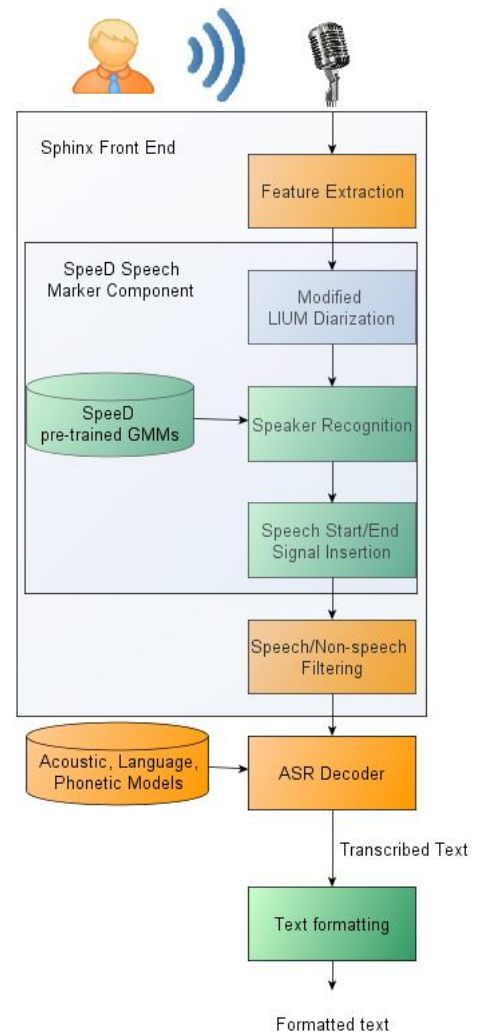 Sphinx Front End
Feature Extraction
SpeeD Speech
Marker Component
Modified
LIUM Diarization
SpeeD
pre-trained GMMs
Speaker Recognition
Speech Start/End
Signal Insertion
Speech/Non-speech
Filtering
Acoustic, Language,
Phonetic Models
ASR Decoder
Transcribed Text
Text formatting
Formatted text